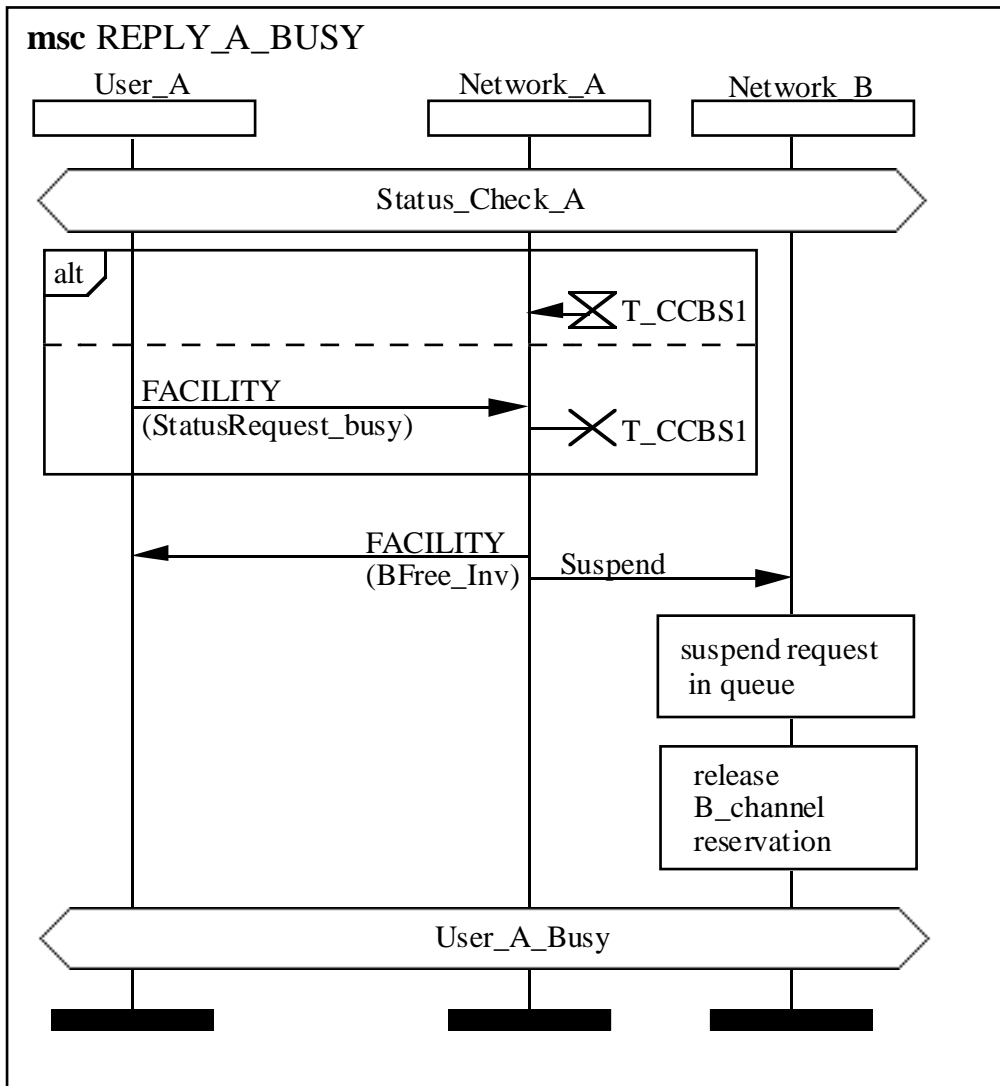 msc REPLY_A_BUSY
User_A
Network_A
Network_B
Status_Check_A
alt
T_CCBS1
FACILITY
(StatusRequest_busy)
T_CCBS1
FACILITY
(BFree_Inv)
Suspend
suspend request
in queue
release
B_channel
reservation
User_A_Busy